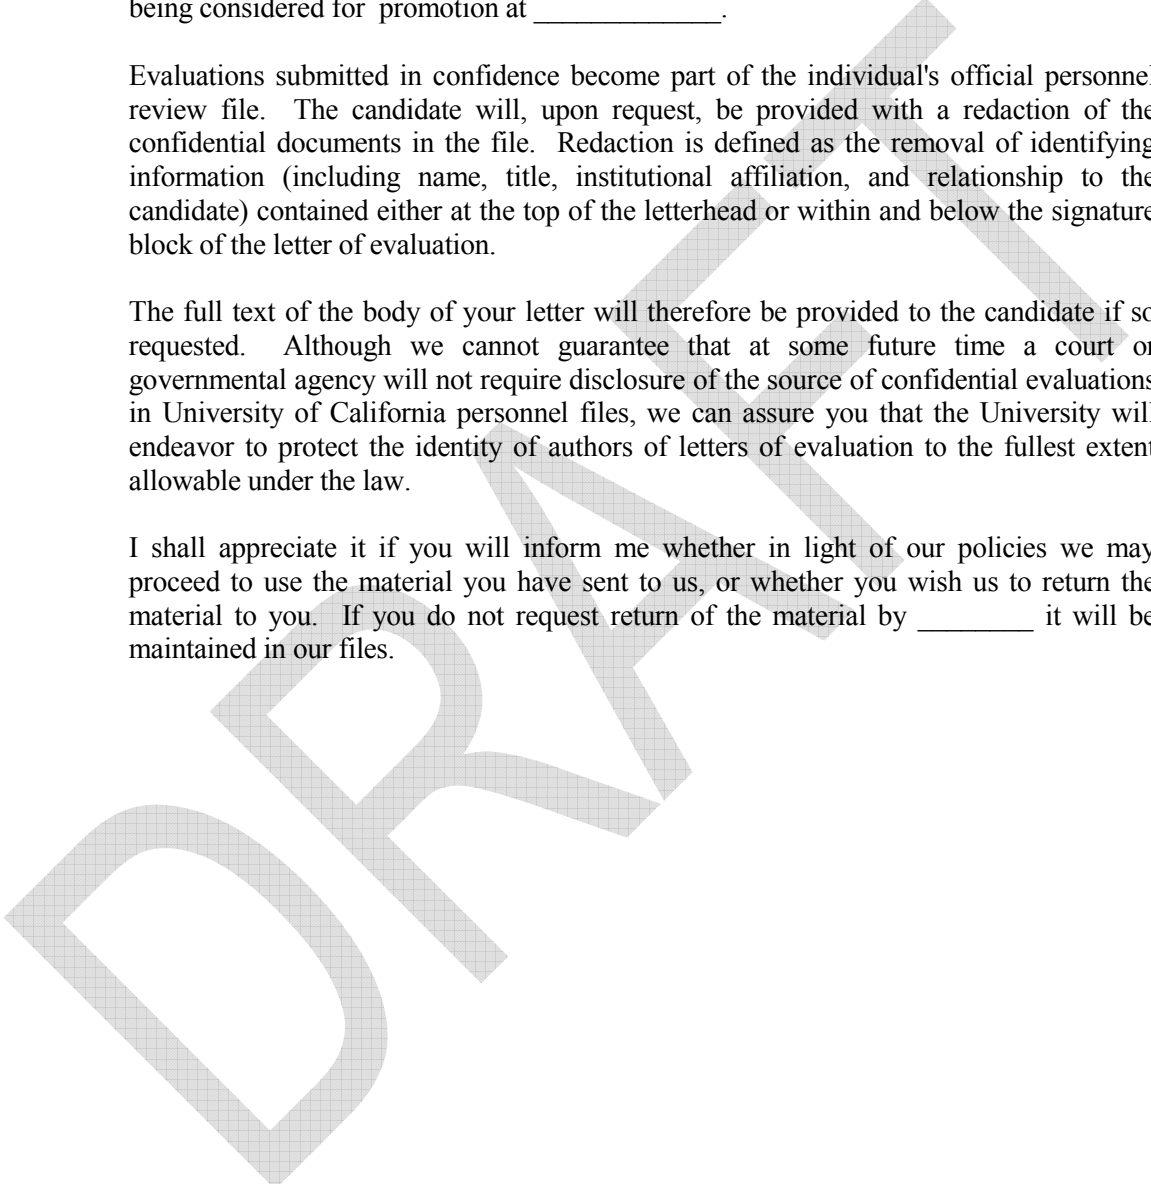 being considered for promotion at _____________.
Evaluations submitted in confidence become part of the individual's official personnel
review file. The candidate will, upon request, be provided with a redaction of the
confidential documents in the file. Redaction is defined as the removal of identifying
information (including name, title, institutional affiliation, and relationship to the
candidate) contained either at the top of the letterhead or within and below the signature
block of the letter of evaluation.
The full text of the body of your letter will therefore be provided to the candidate if so
requested. Although we cannot guarantee that at some future time a court or
governmental agency will not require disclosure of the source of confidential evaluations
in University of California personnel files, we can assure you that the University will
endeavor to protect the identity of authors of letters of evaluation to the fullest extent
allowable under the law.
I shall appreciate it if you will inform me whether in light of our policies we may
proceed to use the material you have sent to us, or whether you wish us to return the
material to you. If you do not request return of the material by ________ it will be
maintained in our files.
DRAFT